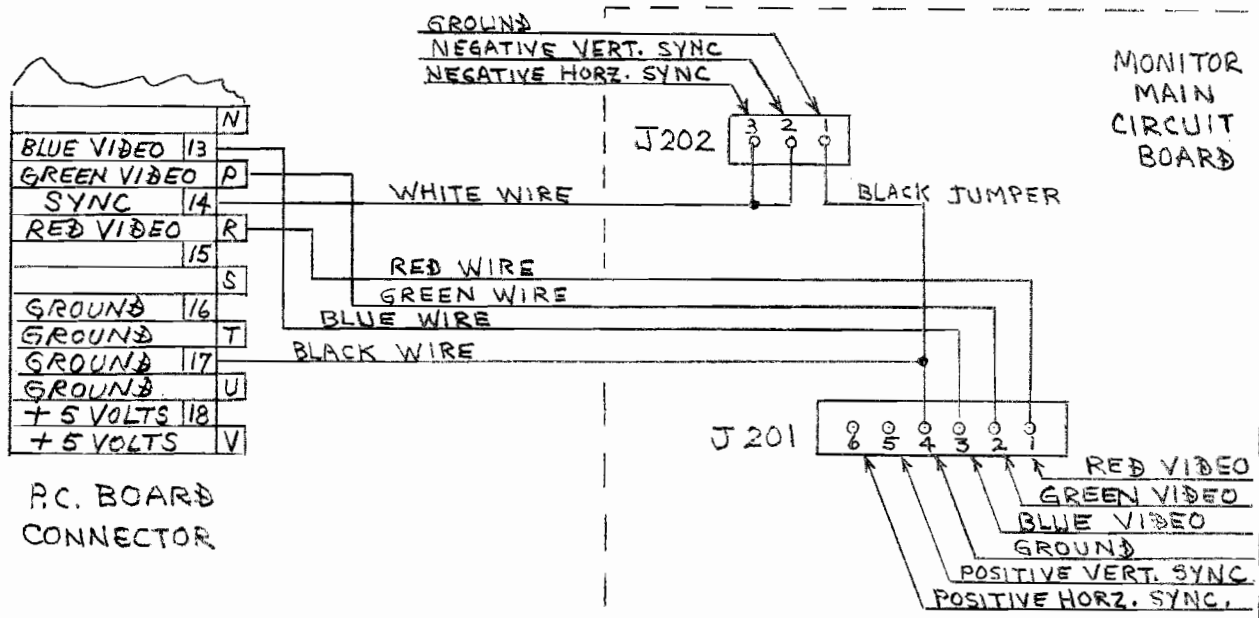 GROUND
NEGATIVE VERT. SYNC
NEGATIVE HORZ. SYNC
MONITOR
MAIN
CIRCUIT
BOARD
J202
3 2 1
N
BLUE VIDEO 13
GREEN VIDEO P
SYNC 14
RED VIDEO R
15
S
GROUND 16
GROUND T
GROUND 17
GROUND U
+ 5 VOLTS 18
+ 5 VOLTS V
P.C. BOARD
CONNECTOR
WHITE WIRE
BLACK JUMPER
RED WIRE
GREEN WIRE
BLUE WIRE
BLACK WIRE
J201
6 5 4 3 2 1
RED VIDEO
GREEN VIDEO
BLUE VIDEO
GROUND
POSITIVE VERT. SYNC
POSITIVE HORZ. SYNC.